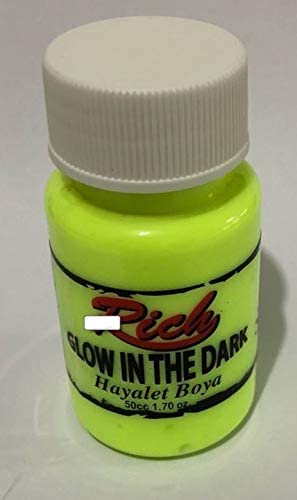 Rich
GLOW IN THE DARK
Hayalet Boya
50cc 1.70 oz.